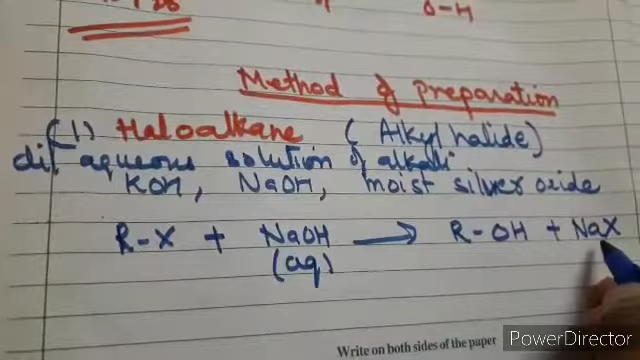 O-H
Method of preparation
(1) Haloalkane (Alkyl halide)
dil aqueous solution of alkali
KOH, NaOH, moist silver oxide
R-X + NaOH → R-OH + NaX
(aq)
Write on both sides of the paper
PowerDirector